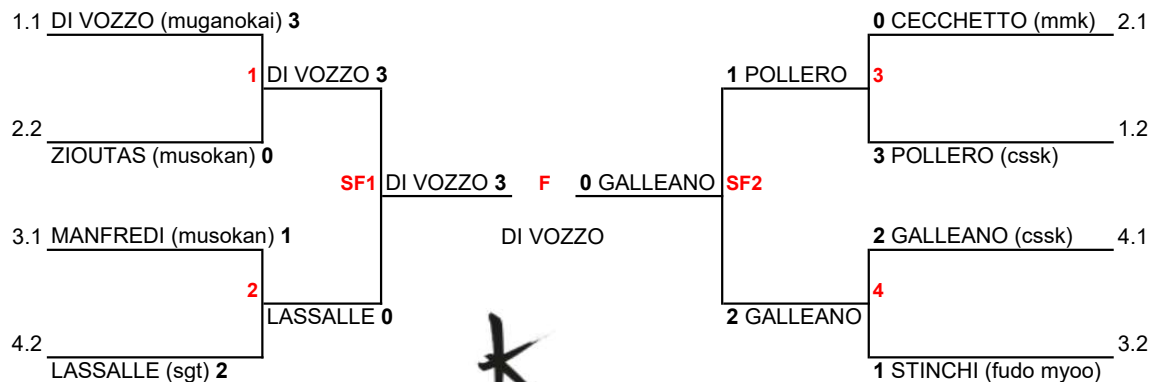 1.1 DI VOZZO (muganokai) 3
0 CECCHETTO (mmk) 2.1
1 DI VOZZO 3
1 POLLERO 3
2.2
1.2
ZIOUTAS (musokan) 0
3 POLLERO (cssk)
SF1 DI VOZZO 3 F 0 GALLEANO SF2
3.1 MANFREDI (musokan) 1
DI VOZZO
2 GALLEANO (cssk) 4.1
2
4
LASSALLE 0
2 GALLEANO
4.2
3.2
LASSALLE (sgt) 2
1 STINCHI (fudo myoo)